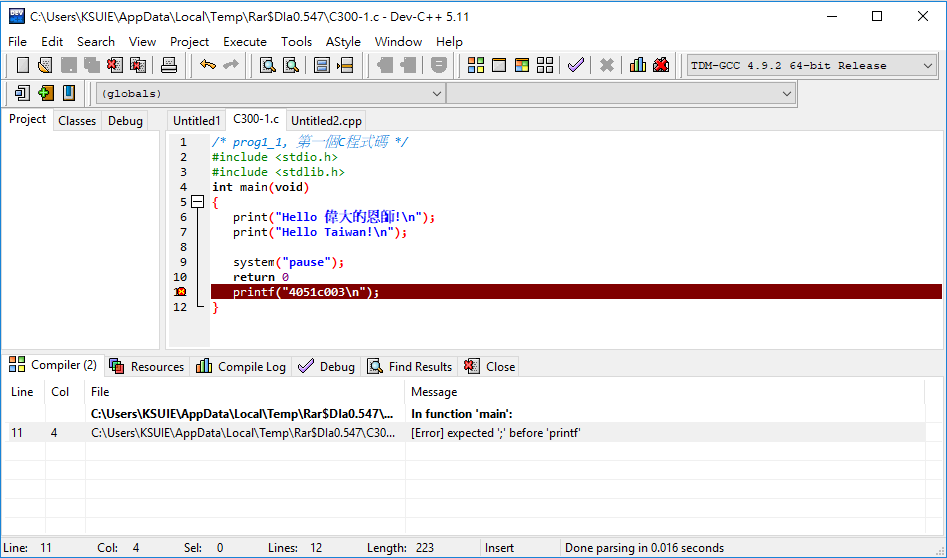 C:\Users\KSUIE\AppData\Local\Temp\Rar$DIa0.547\C300-1.c - Dev-C++ 5.11
File Edit Search View Project Execute Tools AStyle Window Help
TDM-GCC 4.9.2 64-bit Release
(globals)
Project Classes Debug
Untitled1 C300-1.c Untitled2.cpp
1 /* prog1_1, 第一個C程式碼 */
2 #include <stdio.h>
3 #include <stdlib.h>
4 int main(void)
5 {
6 print("Hello 偉大的恩師!\n");
7 print("Hello Taiwan!\n");
8
9 system("pause");
10 return 0
11 printf("4051c003\n");
12 }
Compiler (2) Resources Compile Log Debug Find Results Close
Line Col File Message
C:\Users\KSUIE\AppData\Local\Temp\Rar$DIa0.547\... In function 'main':
11 4 C:\Users\KSUIE\AppData\Local\Temp\Rar$DIa0.547\C30... [Error] expected ';' before 'printf'
Line: 11 Col: 4 Sel: 0 Lines: 12 Length: 223 Insert Done parsing in 0.016 seconds